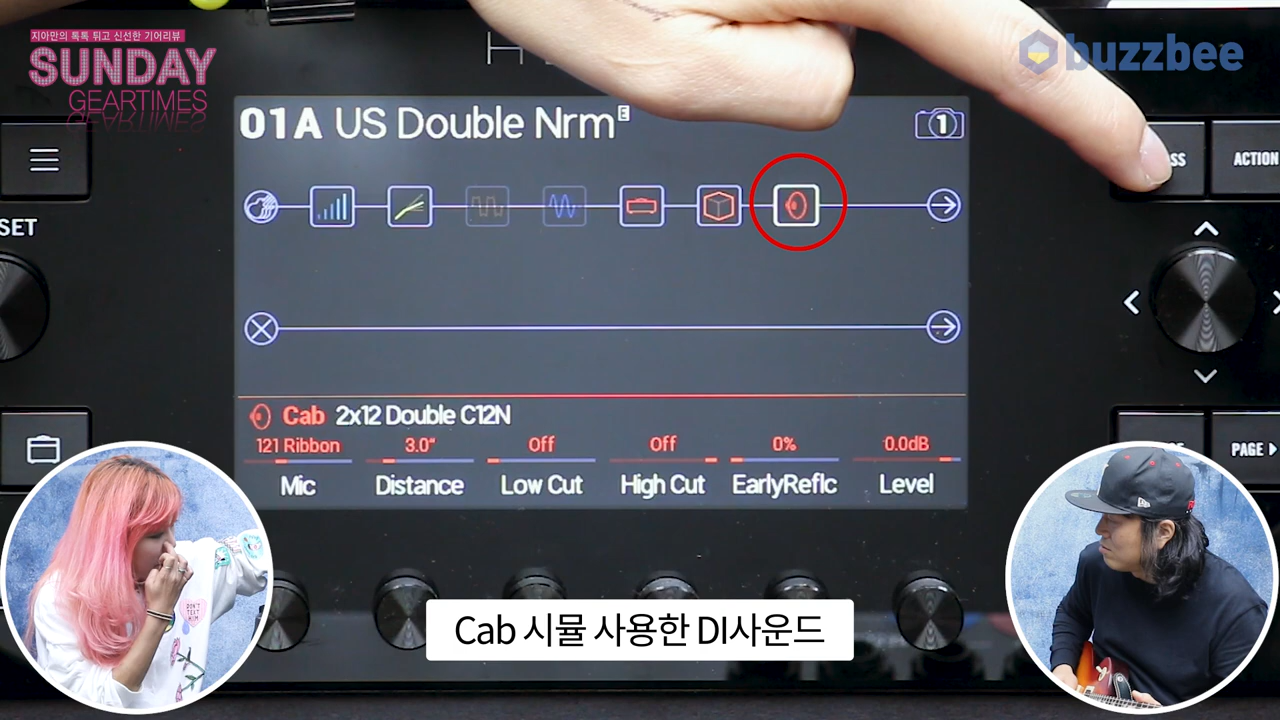 지아만의 톡톡 튀고 신선한 기어리뷰
SUNDAY
GEARTIMES
buzzbee
01A US Double Nrm E
1
SS
ACTION
SET
Cab 2x12 Double C12N
121 Ribbon 3.0" Off Off 0% 0.0dB
Mic Distance Low Cut High Cut EarlyReflc Level
PAGE
DON'T
TEXT
HIM
Cab 시뮬 사용한 DI사운드